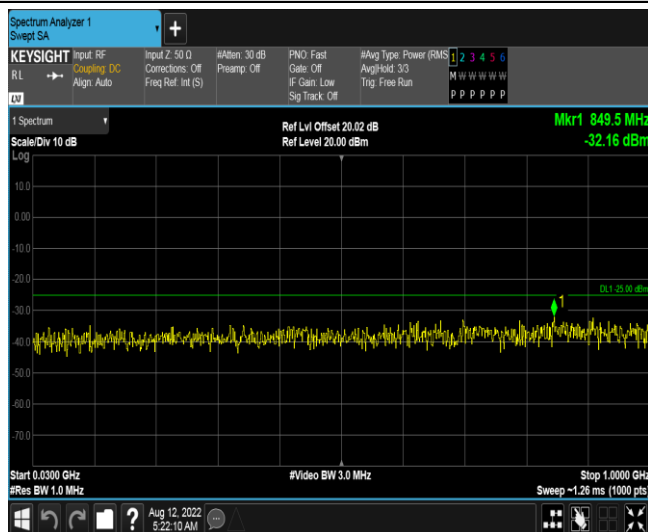 Spectrum Analyzer 1
Swept SA
+
KEYSIGHT Input: RF Input Z: 50 Ω #Atten: 30 dB PNO: Fast #Avg Type: Power (RMS 1 2 3 4 5 6
RL Coupling: DC Corrections: Off Preamp: Off Gate: Off Avg|Hold: 3/3 M W W W W W
Align: Auto Freq Ref: Int (S) IF Gain: Low Trig: Free Run
Sig Track: Off P P P P P P
LXI
1 Spectrum Ref Lvl Offset 20.02 dB Mkr1 849.5 MHz
Scale/Div 10 dB Ref Level 20.00 dBm -32.16 dBm
Log
10.0
0.00
-10.0
-20.0
DL1 -25.00 dBm
1
-30.0
-40.0
-50.0
-60.0
-70.0
Start 0.0300 GHz #Video BW 3.0 MHz Stop 1.0000 GHz
#Res BW 1.0 MHz Sweep ~1.26 ms (1000 pts)
? Aug 12, 2022
5:22:10 AM